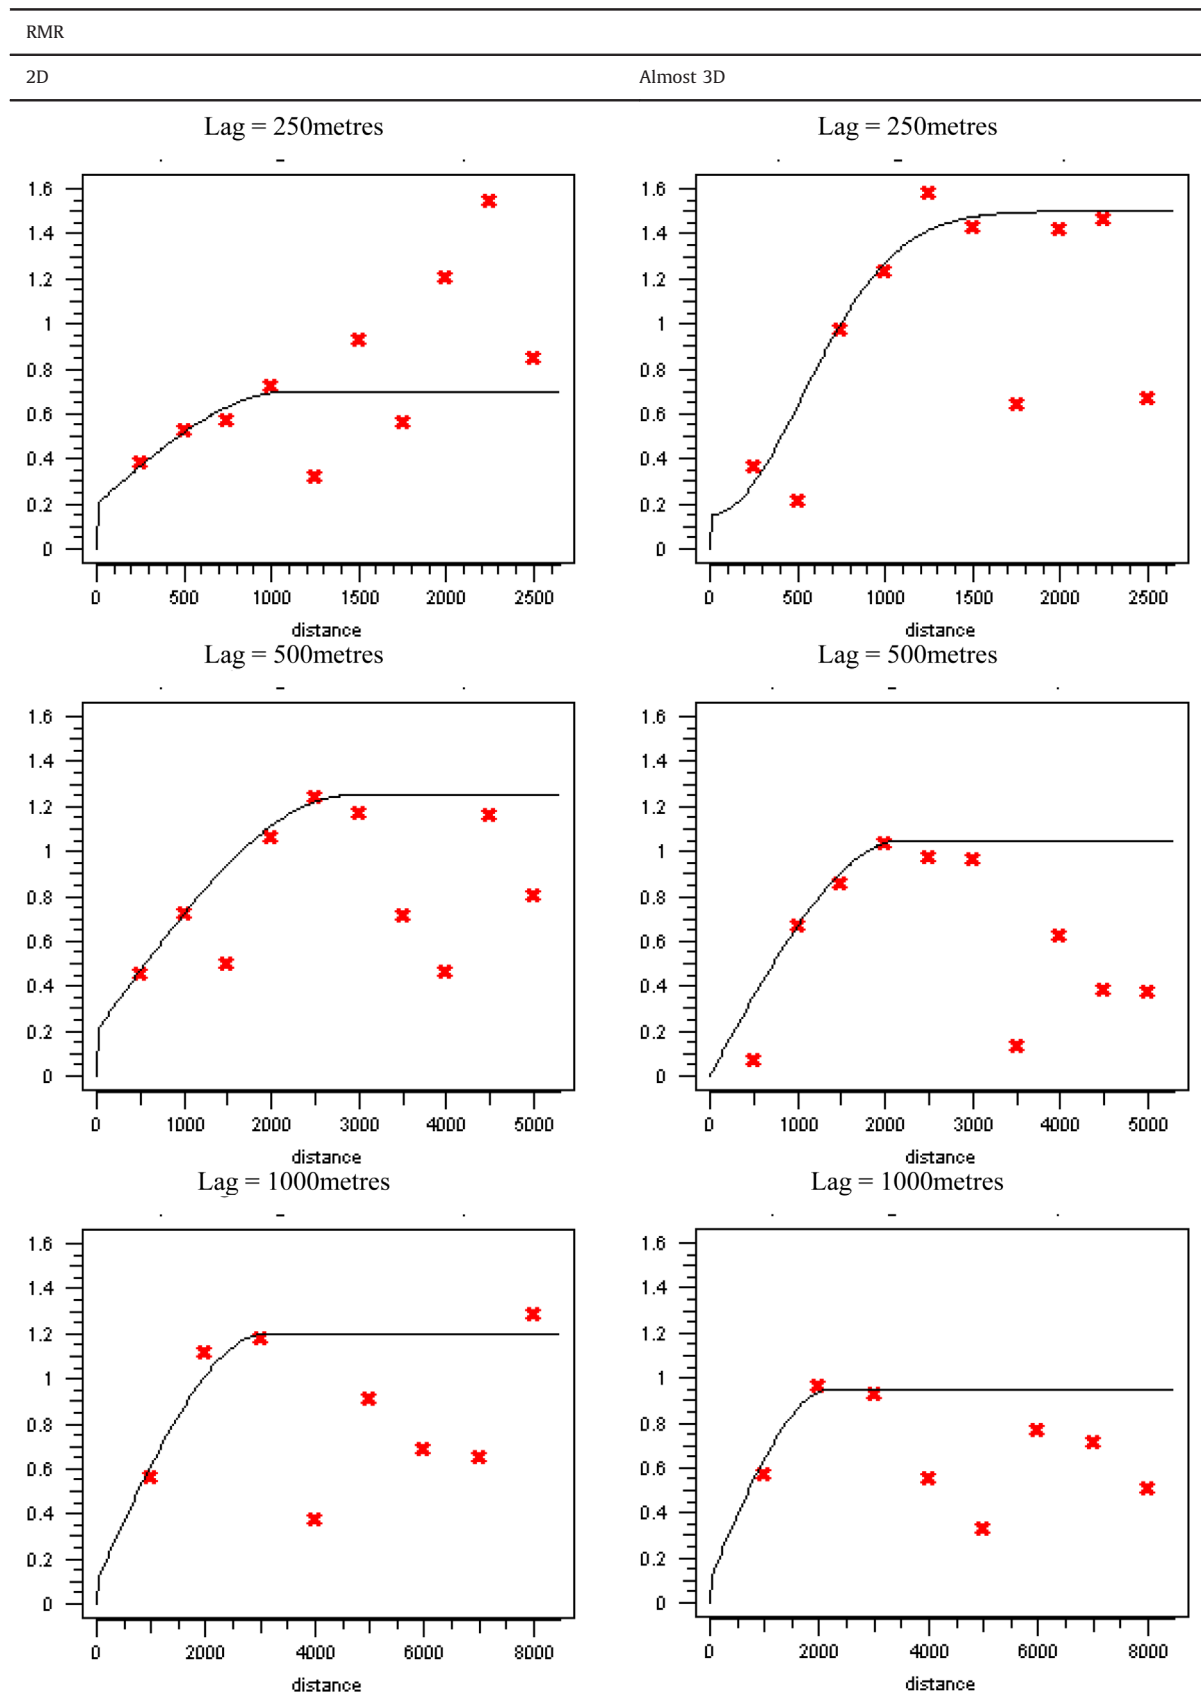 RMR
2D Almost 3D
Lag = 250metres Lag = 250metres
1.6 1.6
1.4 1.4
1.2 1.2
1 1
0.8 0.8
0.6 0.6
0.4 0.4
0.2 0.2
0 0
0 500 1000 1500 2000 2500 0 500 1000 1500 2000 2500
distance distance
Lag = 500metres Lag = 500metres
1.6 1.6
1.4 1.4
1.2 1.2
1 1
0.8 0.8
0.6 0.6
0.4 0.4
0.2 0.2
0 0
0 1000 2000 3000 4000 5000 0 1000 2000 3000 4000 5000
distance distance
Lag = 1000metres Lag = 1000metres
1.6 1.6
1.4 1.4
1.2 1.2
1 1
0.8 0.8
0.6 0.6
0.4 0.4
0.2 0.2
0 0
0 2000 4000 6000 8000 0 2000 4000 6000 8000
distance distance